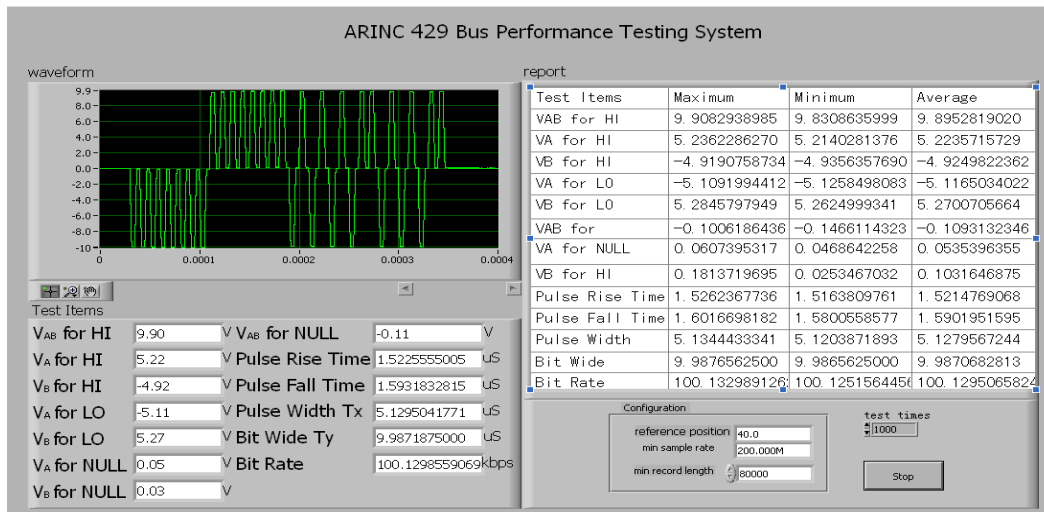 ARINC 429 Bus Performance Testing System
waveform
9.9
8.0
6.0
4.0
2.0
0.0
-2.0
-4.0
-6.0
-8.0
-10
0 0.0001 0.0002 0.0003 0.0004
Test Items
VAB for HI 9.90 V VAB for NULL -0.11 V
VA for HI 5.22 V Pulse Rise Time 1.5225555005 uS
VB for HI -4.92 V Pulse Fall Time 1.5931832815 uS
VA for LO -5.11 V Pulse Width Tx 5.1295041771 uS
VB for LO 5.27 V Bit Wide Ty 9.9871875000 uS
VA for NULL 0.05 V Bit Rate 100.1298559069 kbps
VB for NULL 0.03 V
report
Test Items Maximum Minimum Average
VAB for HI 9.9082938985 9.8308635999 9.8952819020
VA for HI 5.2362286270 5.2140281376 5.2235715729
VB for HI -4.9190758734 -4.9356357690 -4.9249822362
VA for LO -5.1091994412 -5.1258498083 -5.1165034022
VB for LO 5.2845797949 5.2624999341 5.2700705664
VAB for -0.1006186436 -0.1466114323 -0.1093132346
VA for NULL 0.0607395317 0.0468642258 0.0535396355
VB for HI 0.1813719695 0.0253467032 0.1031646875
Pulse Rise Time 1.5262367736 1.5163809761 1.5214769068
Pulse Fall Time 1.6016698182 1.5800558577 1.5901951595
Pulse Width 5.1344433341 5.1203871893 5.1279567244
Bit Wide 9.9876562500 9.9865625000 9.9870682813
Bit Rate 100.132989126 100.1251564456 100.1295065824
Configuration
reference position 40.0
min sample rate 200.000M
min record length 80000
test times
1000
Stop